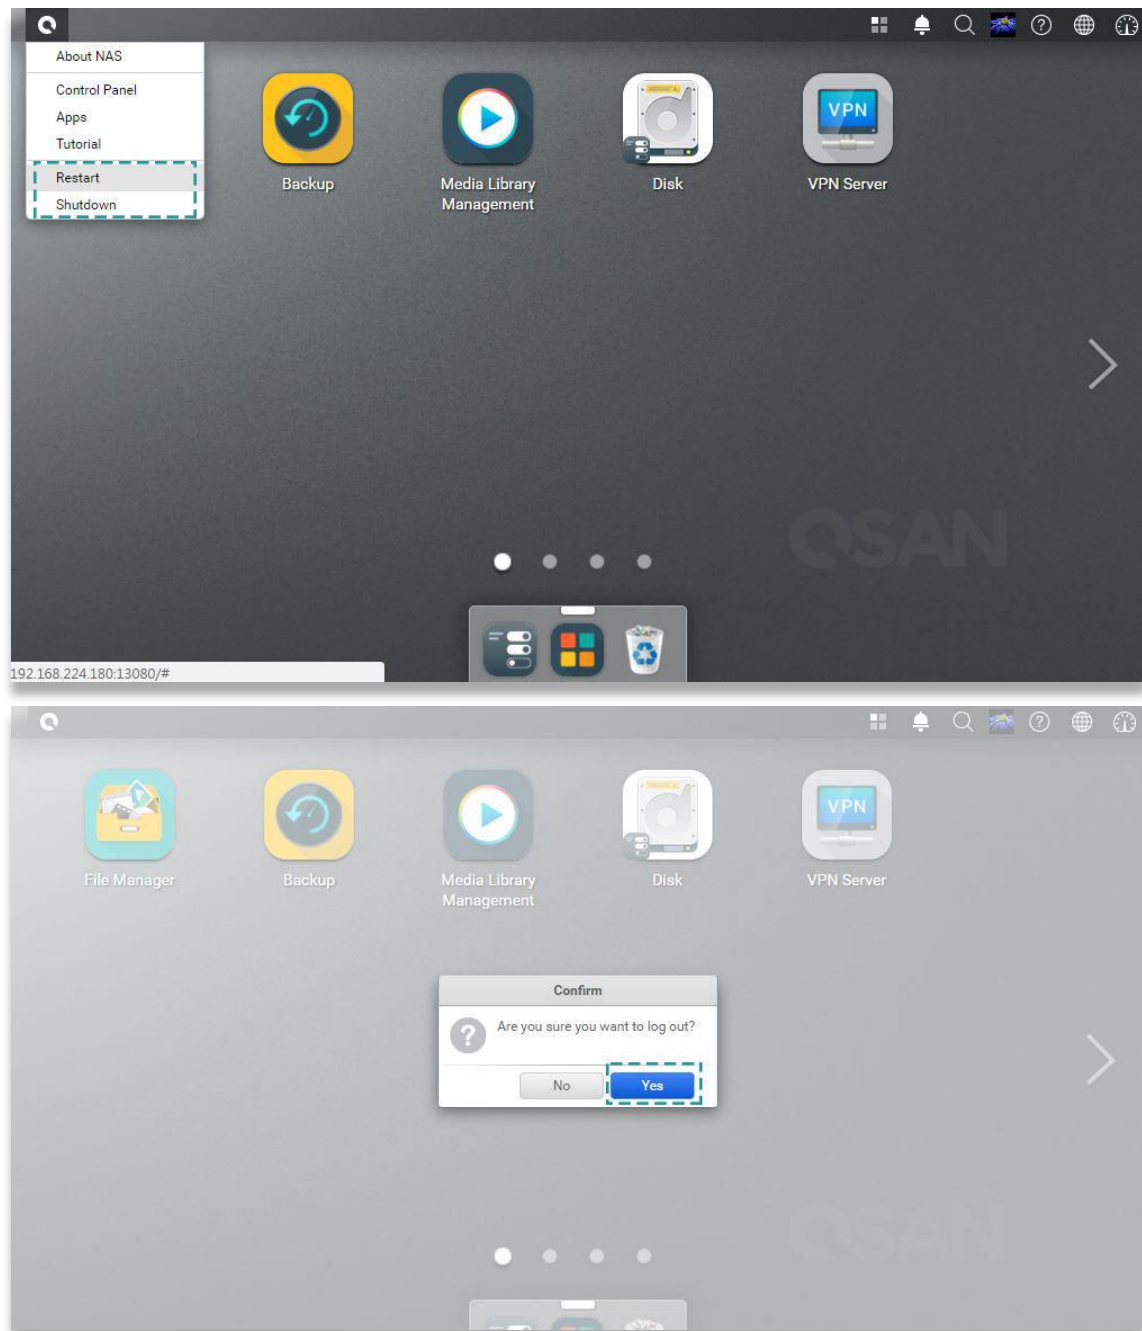 About NAS
Control Panel
Apps
Tutorial
Restart
Shutdown
Backup
Media Library
Management
Disk
VPN
VPN Server
QSAN
192.168.224.180:13080/#
File Manager
Backup
Media Library
Management
Disk
VPN
VPN Server
Confirm
Are you sure you want to log out?
No
Yes
QSAN